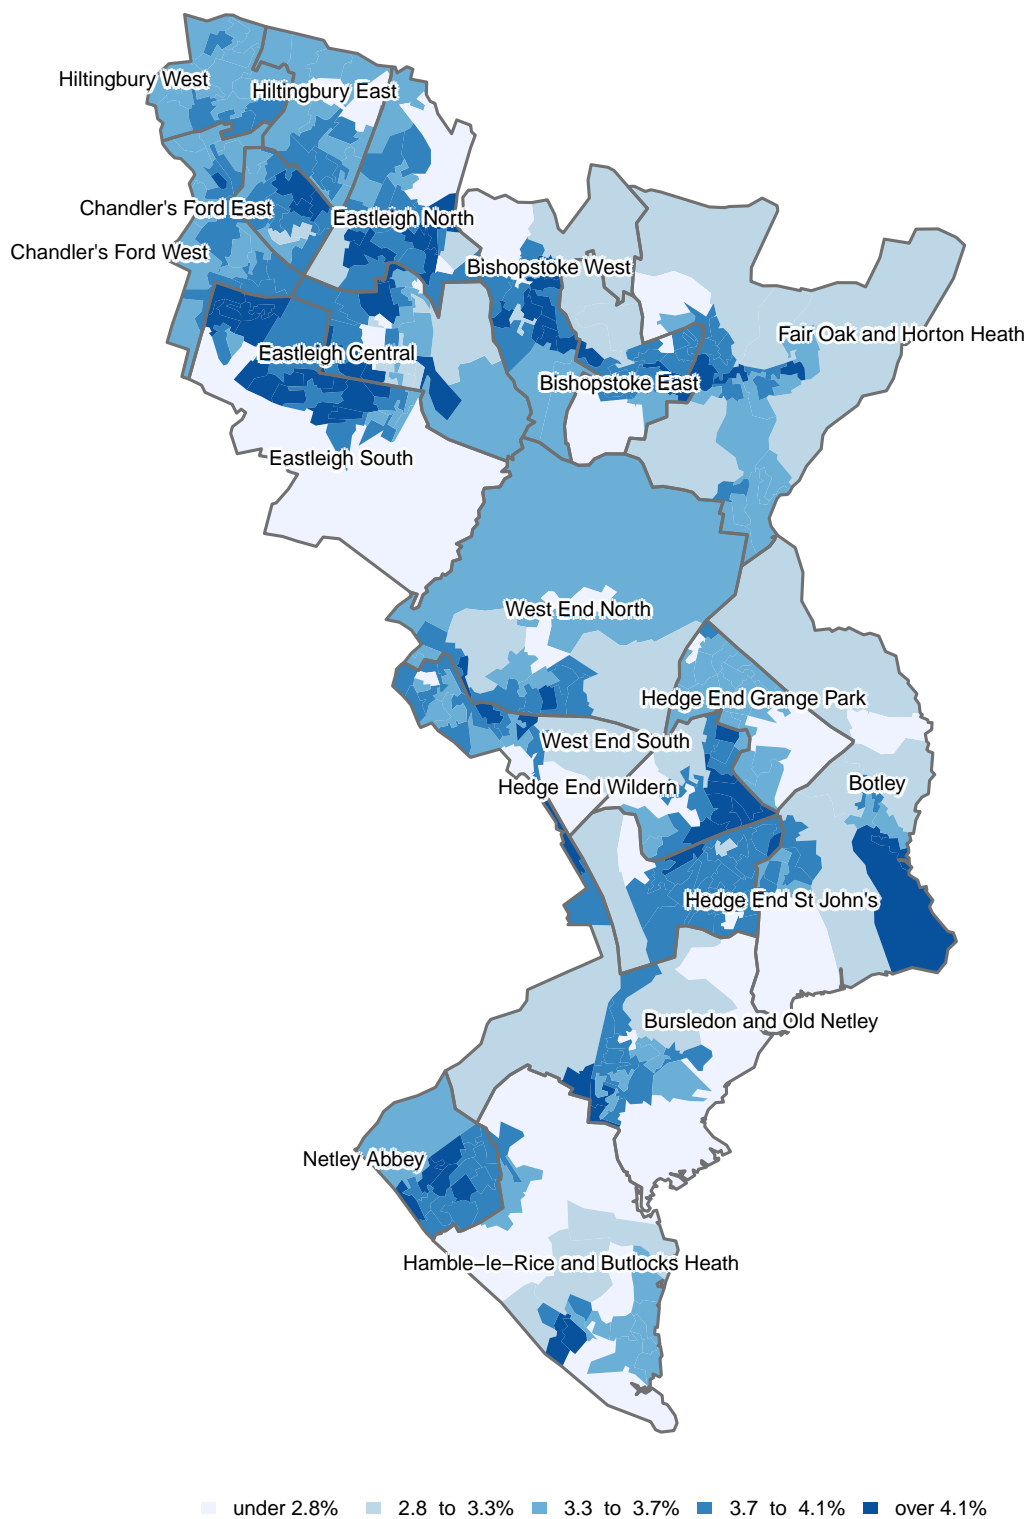 Hiltingbury West
Hiltingbury East
Chandler's Ford East
Eastleigh North
Chandler's Ford West
Bishopstoke West
Fair Oak and Horton Heath
Eastleigh Central
Bishopstoke East
Eastleigh South
West End North
Hedge End Grange Park
West End South
Hedge End Wildern
Botley
Hedge End St John's
Bursledon and Old Netley
Netley Abbey
Hamble−le−Rice and Butlocks Heath
under 2.8% 2.8 to 3.3% 3.3 to 3.7% 3.7 to 4.1% over 4.1%